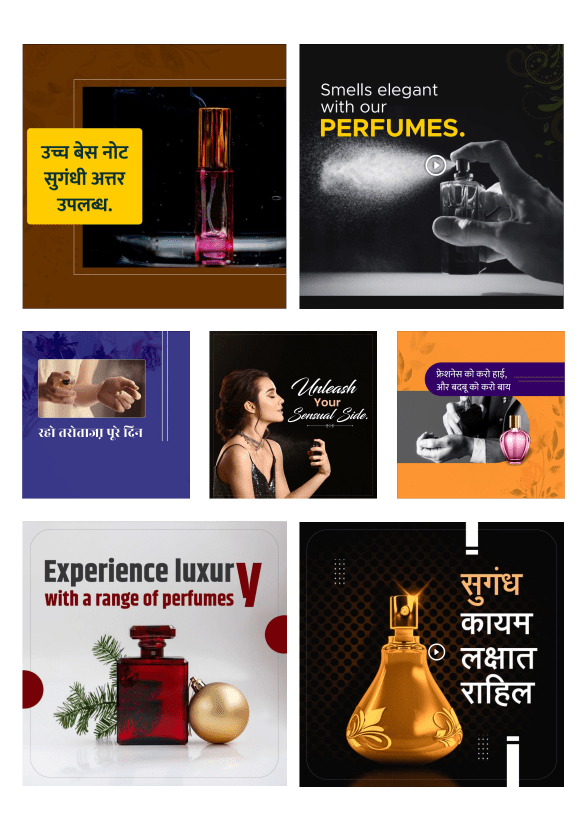 उच्च बेस नोट
सुगंधी अत्तर
उपलब्ध.
Smells elegant
with our
PERFUMES.
रहो तरोताजा पूरे दिन
Unleash
Your
Sensual Side.
फ्रेशनेस को करो हाई,
और बदबू को करो बाय
Experience luxury
with a range of perfumes
सुगंध
कायम
लक्षात
राहिल